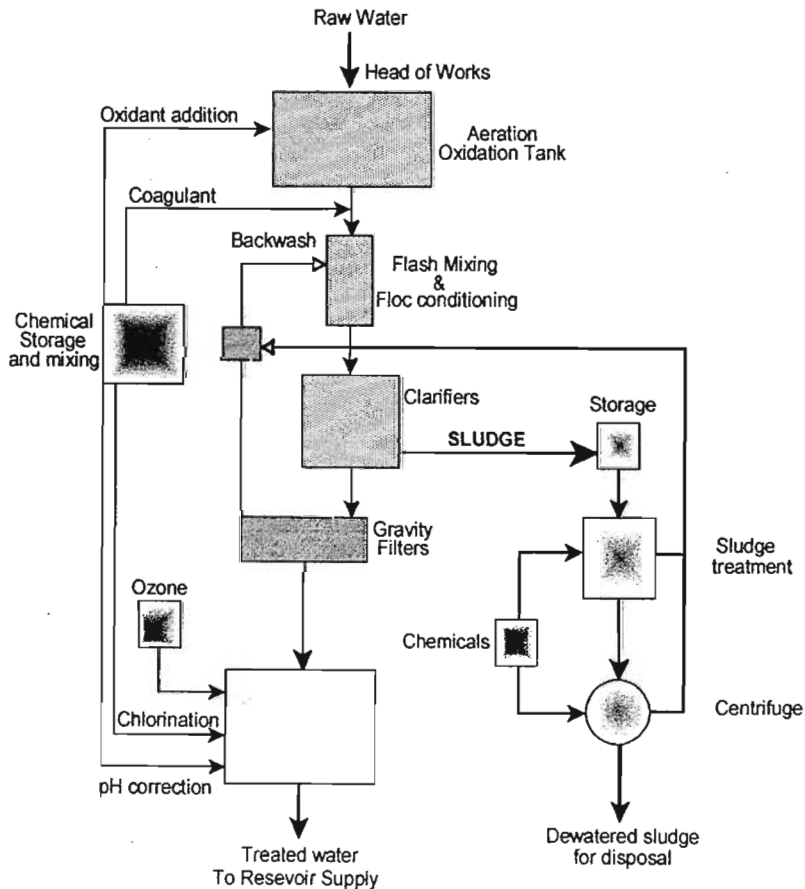 Raw Water
Head of Works
Oxidant addition
Aeration
Oxidation Tank
Coagulant
Backwash
Flash Mixing
&
Floc conditioning
Chemical
Storage
and mixing
Clarifiers
Storage
SLUDGE
Gravity
Filters
Sludge
treatment
Ozone
Chemicals
Centrifuge
Chlorination
pH correction
Treated water
To Resevoir Supply
Dewatered sludge
for disposal